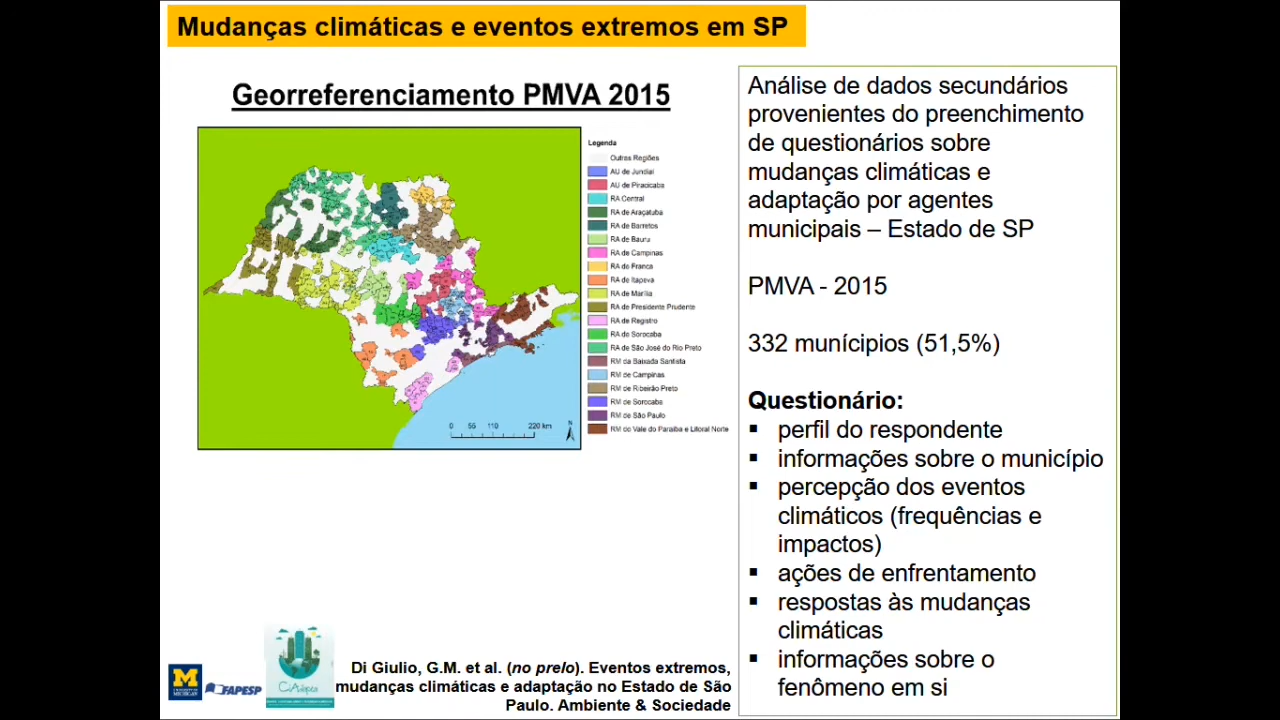 Mudanças climáticas e eventos extremos em SP
Georreferenciamento PMVA 2015
Legenda
Outras Regiões
AU de Jundiaí
AU de Piracicaba
RA Central
RA de Araçatuba
RA de Barretos
RA de Bauru
RA de Campinas
RA de Franca
RA de Itapeva
RA de Marília
RA de Presidente Prudente
RA de Registro
RA de Sorocaba
RA de São José do Rio Preto
RM da Baixada Santista
RM de Campinas
RM de Ribeirão Preto
RM de Sorocaba
RM de São Paulo
RM do Vale do Paraíba e Litoral Norte
0 55 110 220 km
N
Análise de dados secundários
provenientes do preenchimento
de questionários sobre
mudanças climáticas e
adaptação por agentes
municipais – Estado de SP
PMVA - 2015
332 munícipios (51,5%)
Questionário:
▪ perfil do respondente
▪ informações sobre o município
▪ percepção dos eventos
climáticos (frequências e
impactos)
▪ ações de enfrentamento
▪ respostas às mudanças
climáticas
▪ informações sobre o
fenômeno em si
M
UNIVERSITY OF
MICHIGAN
FAPESP
CiAdapta
Di Giulio, G.M. et al. (no prelo). Eventos extremos,
mudanças climáticas e adaptação no Estado de São
Paulo. Ambiente & Sociedade